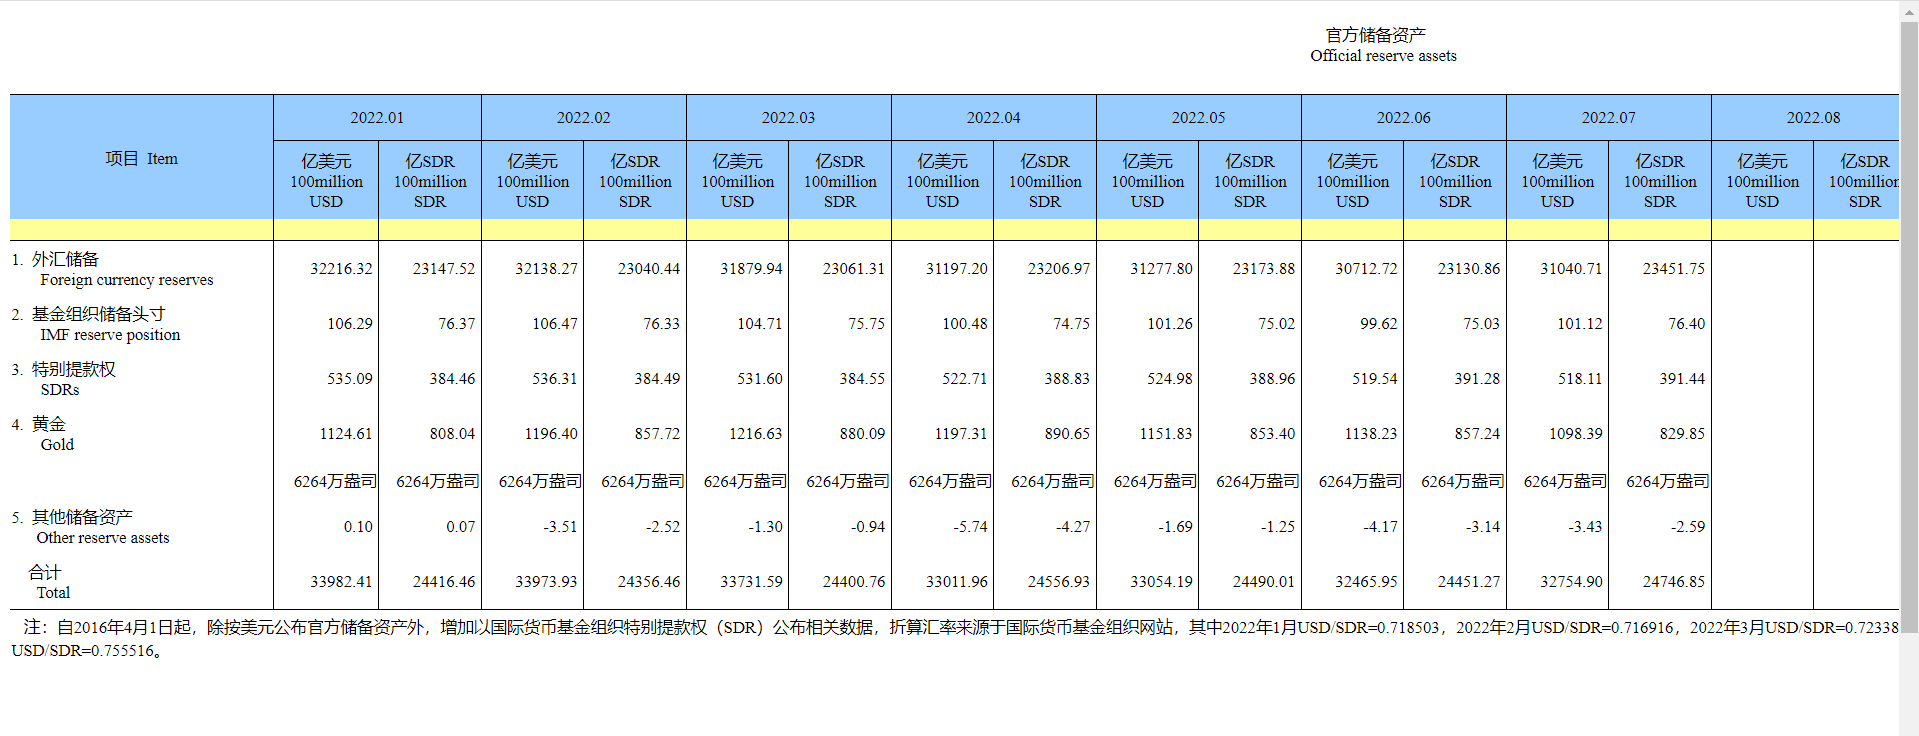 官方储备资产
Official reserve assets
项目 Item 2022.01 2022.02 2022.03 2022.04 2022.05 2022.06 2022.07 2022.08
亿美元 亿SDR 亿美元 亿SDR 亿美元 亿SDR 亿美元 亿SDR 亿美元 亿SDR 亿美元 亿SDR 亿美元 亿SDR 亿美元 亿SDR
100million 100million 100million 100million 100million 100million 100million 100million 100million 100million 100million 100million 100million 100million 100million 100million
USD SDR USD SDR USD SDR USD SDR USD SDR USD SDR USD SDR USD SDR
1. 外汇储备
Foreign currency reserves 32216.32 23147.52 32138.27 23040.44 31879.94 23061.31 31197.20 23206.97 31277.80 23173.88 30712.72 23130.86 31040.71 23451.75
2. 基金组织储备头寸
IMF reserve position 106.29 76.37 106.47 76.33 104.71 75.75 100.48 74.75 101.26 75.02 99.62 75.03 101.12 76.40
3. 特别提款权
SDRs 535.09 384.46 536.31 384.49 531.60 384.55 522.71 388.83 524.98 388.96 519.54 391.28 518.11 391.44
4. 黄金
Gold 1124.61 808.04 1196.40 857.72 1216.63 880.09 1197.31 890.65 1151.83 853.40 1138.23 857.24 1098.39 829.85
6264万盎司 6264万盎司 6264万盎司 6264万盎司 6264万盎司 6264万盎司 6264万盎司 6264万盎司 6264万盎司 6264万盎司 6264万盎司 6264万盎司 6264万盎司 6264万盎司
5. 其他储备资产
Other reserve assets 0.10 0.07 -3.51 -2.52 -1.30 -0.94 -5.74 -4.27 -1.69 -1.25 -4.17 -3.14 -3.43 -2.59
合计
Total 33982.41 24416.46 33973.93 24356.46 33731.59 24400.76 33011.96 24556.93 33054.19 24490.01 32465.95 24451.27 32754.90 24746.85
注：自2016年4月1日起，除按美元公布官方储备资产外，增加以国际货币基金组织特别提款权（SDR）公布相关数据，折算汇率来源于国际货币基金组织网站，其中2022年1月USD/SDR=0.718503，2022年2月USD/SDR=0.716916，2022年3月USD/SDR=0.72338
USD/SDR=0.755516。